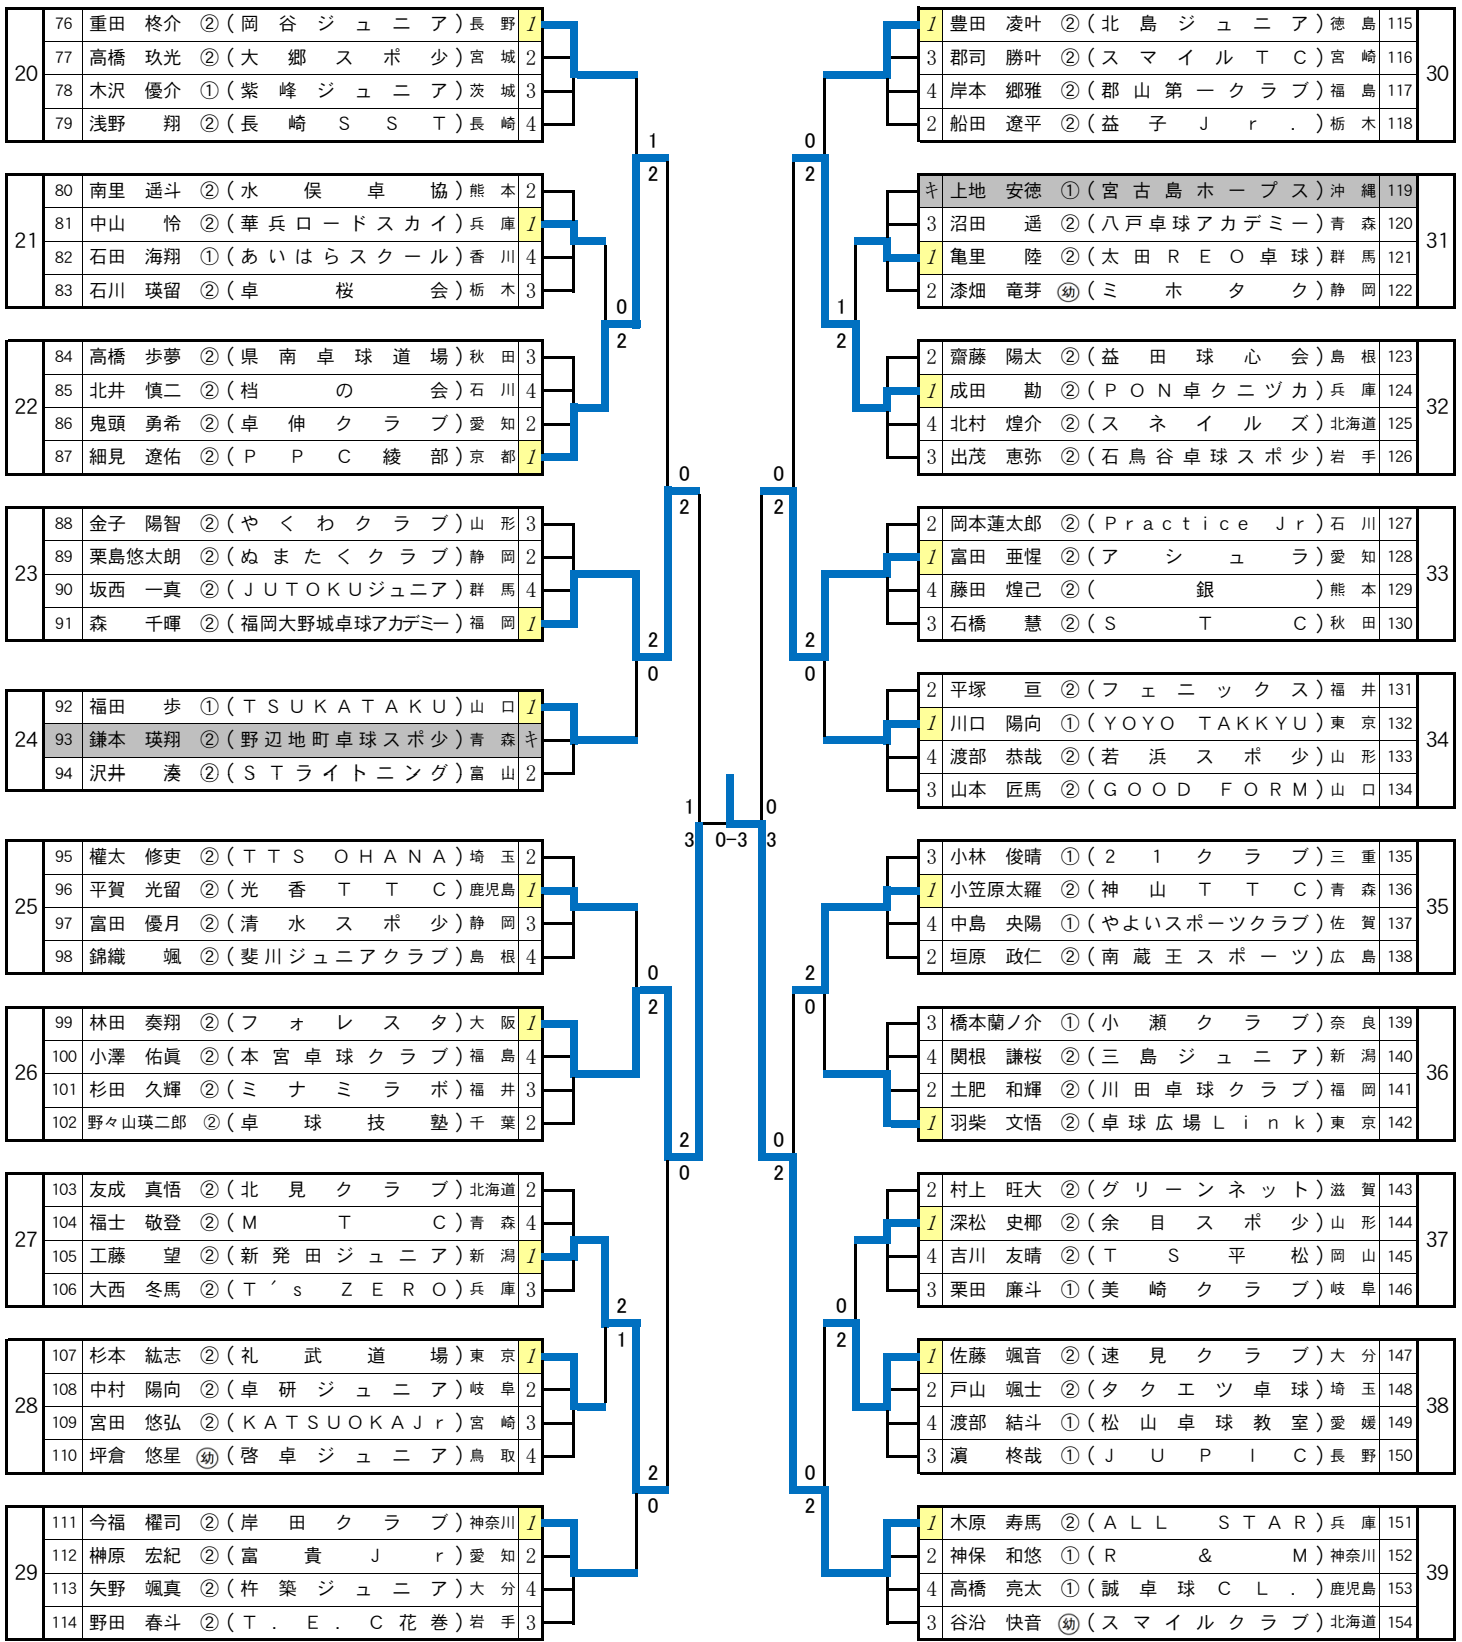 20
76 重田 柊介 ② (岡谷ジュニア) 長野 1
77 高橋 玖光 ② (大郷スポ少) 宮城 2
78 木沢 優介 ① (紫峰ジュニア) 茨城 3
79 浅野 翔 ② (長崎SST) 長崎 4
21
80 南里 遥斗 ② (水俣卓協) 熊本 2
81 中山 怜 ② (華兵ロードスカイ) 兵庫 1
82 石田 海翔 ① (あいはらスクール) 香川 4
83 石川 瑛留 ② (卓桜会) 栃木 3
22
84 高橋 歩夢 ② (県南卓球道場) 秋田 3
85 北井 慎二 ② (档の会) 石川 4
86 鬼頭 勇希 ② (卓伸クラブ) 愛知 2
87 細見 遼佑 ② (PPC綾部) 京都 1
23
88 金子 陽智 ② (やくわクラブ) 山形 3
89 栗島悠太朗 ② (ぬまたくクラブ) 静岡 2
90 坂西 一真 ② (JUTOKUジュニア) 群馬 4
91 森 千暉 ② (福岡大野城卓球アカデミー) 福岡 1
24
92 福田 歩 ① (TSUKATAKU) 山口 1
93 鎌本 瑛翔 ② (野辺地町卓球スポ少) 青森 キ
94 沢井 湊 ② (STライトニング) 富山 2
25
95 權太 修吏 ② (TTS OHANA) 埼玉 2
96 平賀 光留 ② (光香TTC) 鹿児島 1
97 富田 優月 ② (清水スポ少) 静岡 3
98 錦織 颯 ② (斐川ジュニアクラブ) 島根 4
26
99 林田 奏翔 ② (フォレスタ) 大阪 1
100 小澤 佑眞 ② (本宮卓球クラブ) 福島 4
101 杉田 久輝 ② (ミナミラボ) 福井 3
102 野々山瑛二郎 ② (卓球技塾) 千葉 2
27
103 友成 真悟 ② (北見クラブ) 北海道 2
104 福士 敬登 ② (MTC) 青森 4
105 工藤 望 ② (新発田ジュニア) 新潟 1
106 大西 冬馬 ② (T´s ZERO) 兵庫 3
28
107 杉本 紘志 ② (礼武道場) 東京 1
108 中村 陽向 ② (卓研ジュニア) 岐阜 2
109 宮田 悠弘 ② (KATSUOKAJr) 宮崎 3
110 坪倉 悠星 ㊙幼 (啓卓ジュニア) 鳥取 4
29
111 今福 櫂司 ② (岸田クラブ) 神奈川 1
112 榊原 宏紀 ② (富貴Jr) 愛知 2
113 矢野 颯真 ② (杵築ジュニア) 大分 4
114 野田 春斗 ② (T.E.C花巻) 岩手 3
1
2
0
2
0
2
2
0
1
3
0
2
2
0
2
1
2
0
0-3
0
3
0
2
1
2
0
2
2
0
2
0
0
2
0
2
0
2
30
1 豊田 凌叶 ② (北島ジュニア) 徳島 115
3 郡司 勝叶 ② (スマイルTC) 宮崎 116
4 岸本 郷雅 ② (郡山第一クラブ) 福島 117
2 船田 遼平 ② (益子Jr.) 栃木 118
31
キ 上地 安徳 ① (宮古島ホープス) 沖縄 119
3 沼田 遥 ② (八戸卓球アカデミー) 青森 120
1 亀里 陸 ② (太田REO卓球) 群馬 121
2 漆畑 竜芽 幼 (ミホタク) 静岡 122
32
2 齋藤 陽太 ② (益田球心会) 島根 123
1 成田 勘 ② (PON卓クニヅカ) 兵庫 124
4 北村 煌介 ② (スネイルズ) 北海道 125
3 出茂 恵弥 ② (石鳥谷卓球スポ少) 岩手 126
33
2 岡本蓮太郎 ② (Practice Jr) 石川 127
1 富田 亜惺 ② (アシュラ) 愛知 128
4 藤田 煌己 ② (銀) 熊本 129
3 石橋 慧 ② (STC) 秋田 130
34
2 平塚 亘 ② (フェニックス) 福井 131
1 川口 陽向 ① (YOYO TAKKYU) 東京 132
4 渡部 恭哉 ② (若浜スポ少) 山形 133
3 山本 匠馬 ② (GOOD FORM) 山口 134
35
3 小林 俊晴 ① (21クラブ) 三重 135
1 小笠原太羅 ② (神山TTC) 青森 136
4 中島 央陽 ① (やよいスポーツクラブ) 佐賀 137
2 垣原 政仁 ② (南蔵王スポーツ) 広島 138
36
3 橋本蘭ノ介 ① (小瀬クラブ) 奈良 139
4 関根 謙桜 ② (三島ジュニア) 新潟 140
2 土肥 和輝 ② (川田卓球クラブ) 福岡 141
1 羽柴 文悟 ② (卓球広場Link) 東京 142
37
2 村上 旺大 ② (グリーンネット) 滋賀 143
1 深松 史椰 ② (余目スポ少) 山形 144
4 吉川 友晴 ② (TS平松) 岡山 145
3 栗田 廉斗 ① (美崎クラブ) 岐阜 146
38
1 佐藤 颯音 ② (速見クラブ) 大分 147
2 戸山 颯士 ② (タクエツ卓球) 埼玉 148
4 渡部 結斗 ① (松山卓球教室) 愛媛 149
3 濵 柊哉 ① (JUPIC) 長野 150
39
1 木原 寿馬 ② (ALL STAR) 兵庫 151
2 神保 和悠 ① (R&M) 神奈川 152
4 高橋 亮太 ① (誠卓球CL.) 鹿児島 153
3 谷沿 快音 幼 (スマイルクラブ) 北海道 154